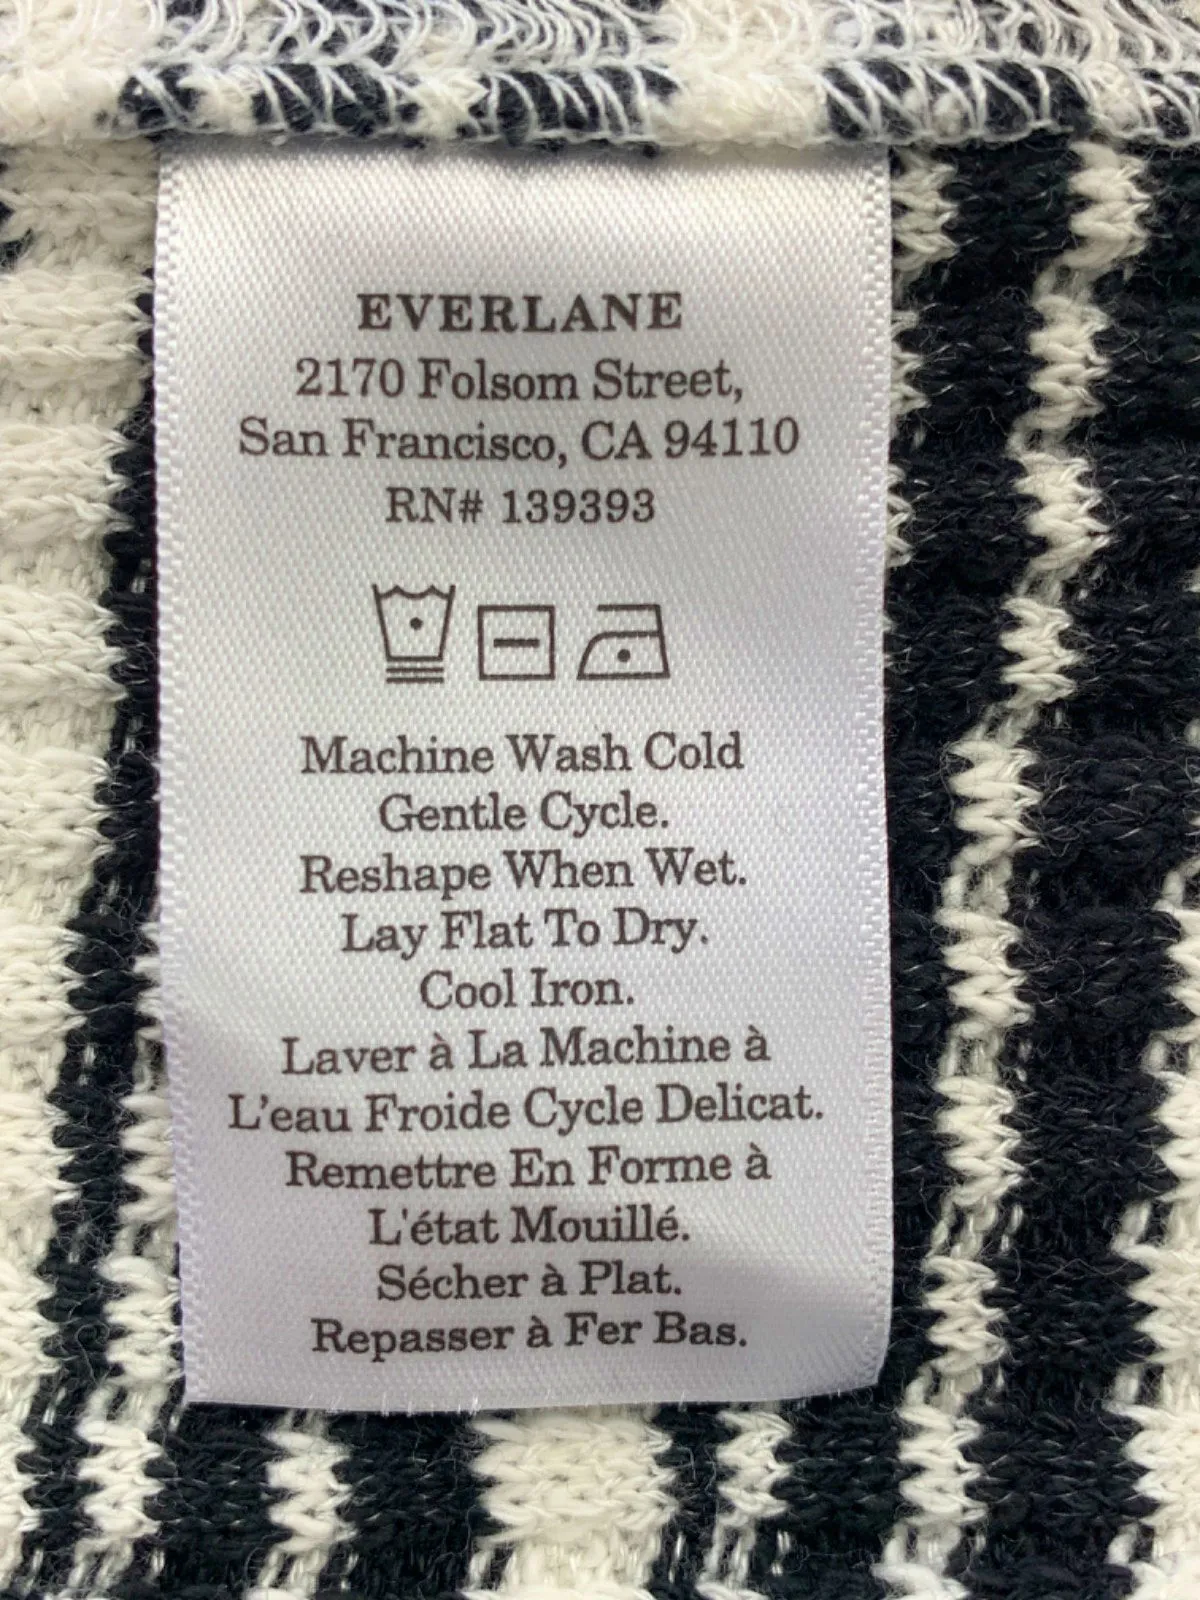 EVERLANE
2170 Folsom Street,
San Francisco, CA 94110
RN# 139393
Machine Wash Cold
Gentle Cycle.
Reshape When Wet.
Lay Flat To Dry.
Cool Iron.
Laver à La Machine à
L'eau Froide Cycle Delicat.
Remettre En Forme à
L'état Mouillé.
Sécher à Plat.
Repasser à Fer Bas.